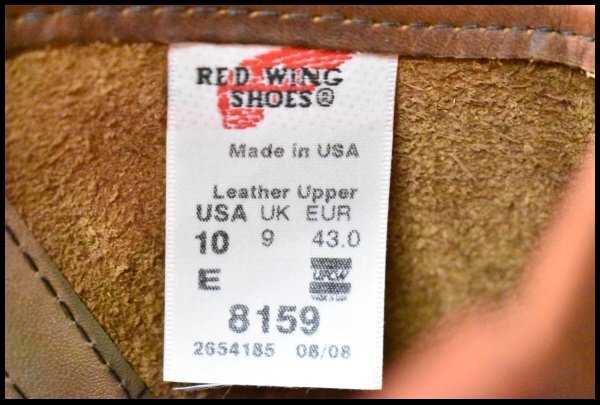 RED WING
SHOES®
Made in USA
Leather Upper
USA UK EUR
10 9 43.0
E
UFCW
8159
2654185 08/08